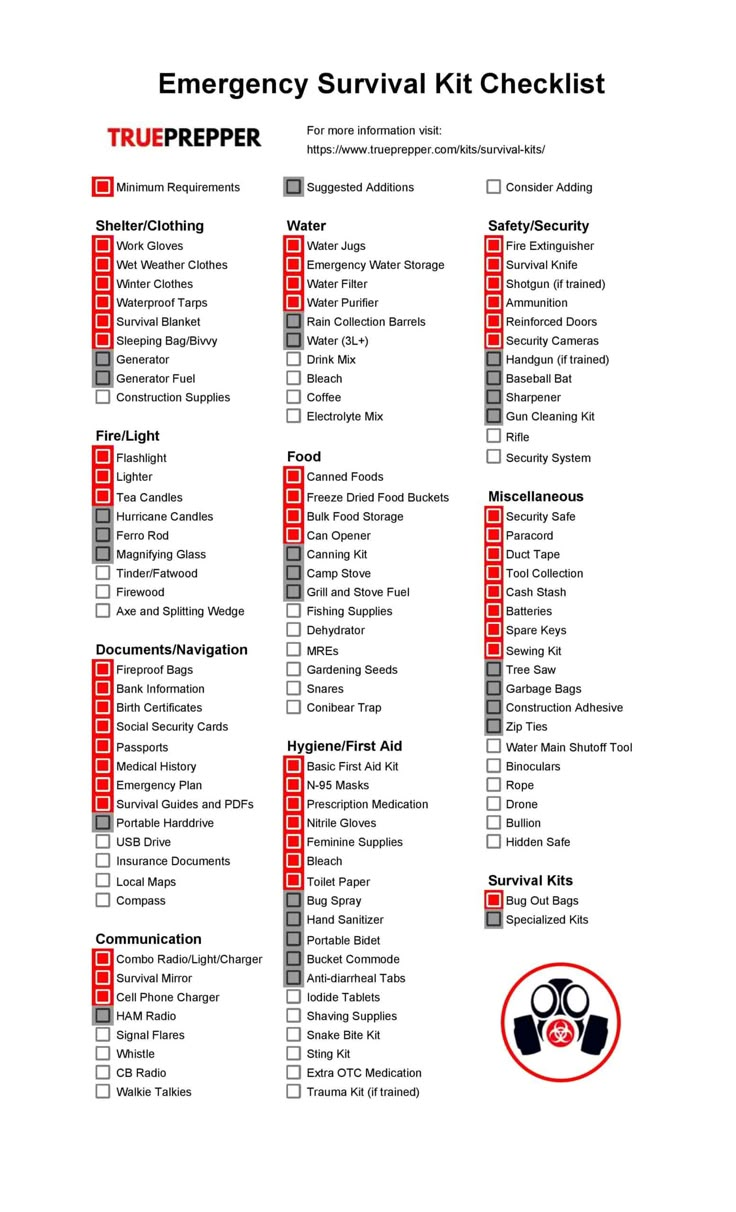 Emergency Survival Kit Checklist
TRUEPREPPER
For more information visit:
https://www.trueprepper.com/kits/survival-kits/
Minimum Requirements
Suggested Additions
Consider Adding
Shelter/Clothing
Work Gloves
Wet Weather Clothes
Winter Clothes
Waterproof Tarps
Survival Blanket
Sleeping Bag/Bivvy
Generator
Generator Fuel
Construction Supplies
Fire/Light
Flashlight
Lighter
Tea Candles
Hurricane Candles
Ferro Rod
Magnifying Glass
Tinder/Fatwood
Firewood
Axe and Splitting Wedge
Documents/Navigation
Fireproof Bags
Bank Information
Birth Certificates
Social Security Cards
Passports
Medical History
Emergency Plan
Survival Guides and PDFs
Portable Harddrive
USB Drive
Insurance Documents
Local Maps
Compass
Communication
Combo Radio/Light/Charger
Survival Mirror
Cell Phone Charger
HAM Radio
Signal Flares
Whistle
CB Radio
Walkie Talkies
Water
Water Jugs
Emergency Water Storage
Water Filter
Water Purifier
Rain Collection Barrels
Water (3L+)
Drink Mix
Bleach
Coffee
Electrolyte Mix
Food
Canned Foods
Freeze Dried Food Buckets
Bulk Food Storage
Can Opener
Canning Kit
Camp Stove
Grill and Stove Fuel
Fishing Supplies
Dehydrator
MREs
Gardening Seeds
Snares
Conibear Trap
Hygiene/First Aid
Basic First Aid Kit
N-95 Masks
Prescription Medication
Nitrile Gloves
Feminine Supplies
Bleach
Toilet Paper
Bug Spray
Hand Sanitizer
Portable Bidet
Bucket Commode
Anti-diarrheal Tabs
Iodide Tablets
Shaving Supplies
Snake Bite Kit
Sting Kit
Extra OTC Medication
Trauma Kit (if trained)
Safety/Security
Fire Extinguisher
Survival Knife
Shotgun (if trained)
Ammunition
Reinforced Doors
Security Cameras
Handgun (if trained)
Baseball Bat
Sharpener
Gun Cleaning Kit
Rifle
Security System
Miscellaneous
Security Safe
Paracord
Duct Tape
Tool Collection
Cash Stash
Batteries
Spare Keys
Sewing Kit
Tree Saw
Garbage Bags
Construction Adhesive
Zip Ties
Water Main Shutoff Tool
Binoculars
Rope
Drone
Bullion
Hidden Safe
Survival Kits
Bug Out Bags
Specialized Kits